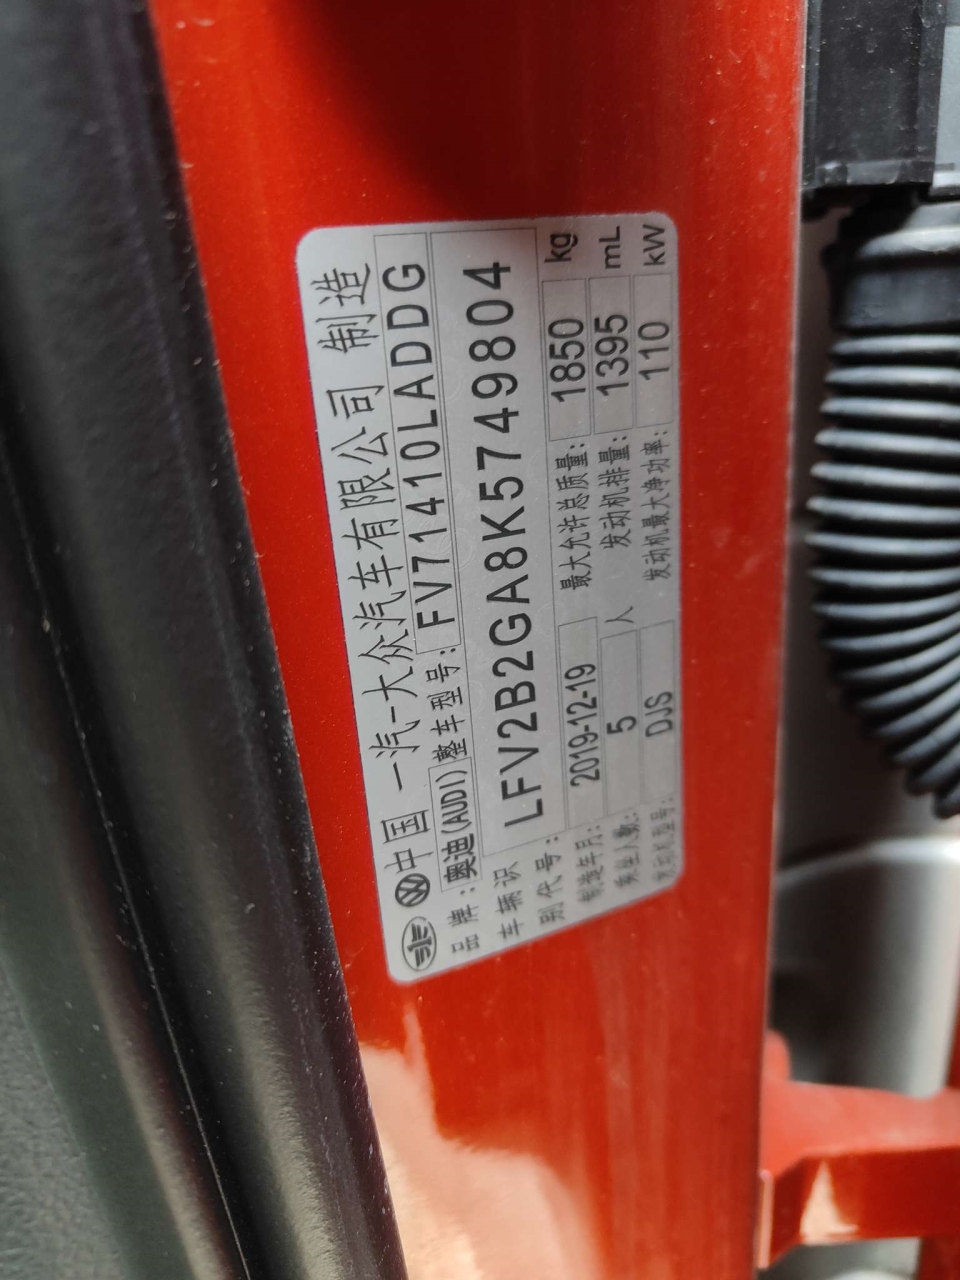 中国 一汽-大众汽车有限公司 制造
品牌: 奥迪(AUDI) 整车型号: FV71410LADDG
车辆识别代号: LFV2B2GA8K5749804
制造年月: 2019-12-19 最大允许总质量: 1850 kg
乘坐人数: 5 人 发动机排量: 1395 mL
发动机型号: DJS 发动机最大净功率: 110 kW